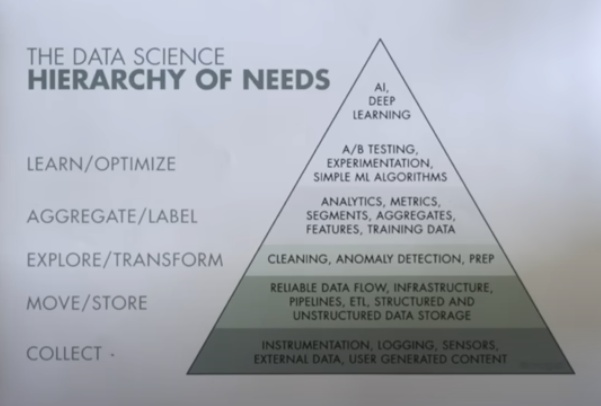 THE DATA SCIENCE
HIERARCHY OF NEEDS
AI,
DEEP
LEARNING
LEARN/OPTIMIZE
A/B TESTING,
EXPERIMENTATION,
SIMPLE ML ALGORITHMS
AGGREGATE/LABEL
ANALYTICS, METRICS,
SEGMENTS, AGGREGATES,
FEATURES, TRAINING DATA
EXPLORE/TRANSFORM
CLEANING, ANOMALY DETECTION, PREP
MOVE/STORE
RELIABLE DATA FLOW, INFRASTRUCTURE,
PIPELINES, ETL, STRUCTURED AND
UNSTRUCTURED DATA STORAGE
COLLECT
INSTRUMENTATION, LOGGING, SENSORS,
EXTERNAL DATA, USER GENERATED CONTENT